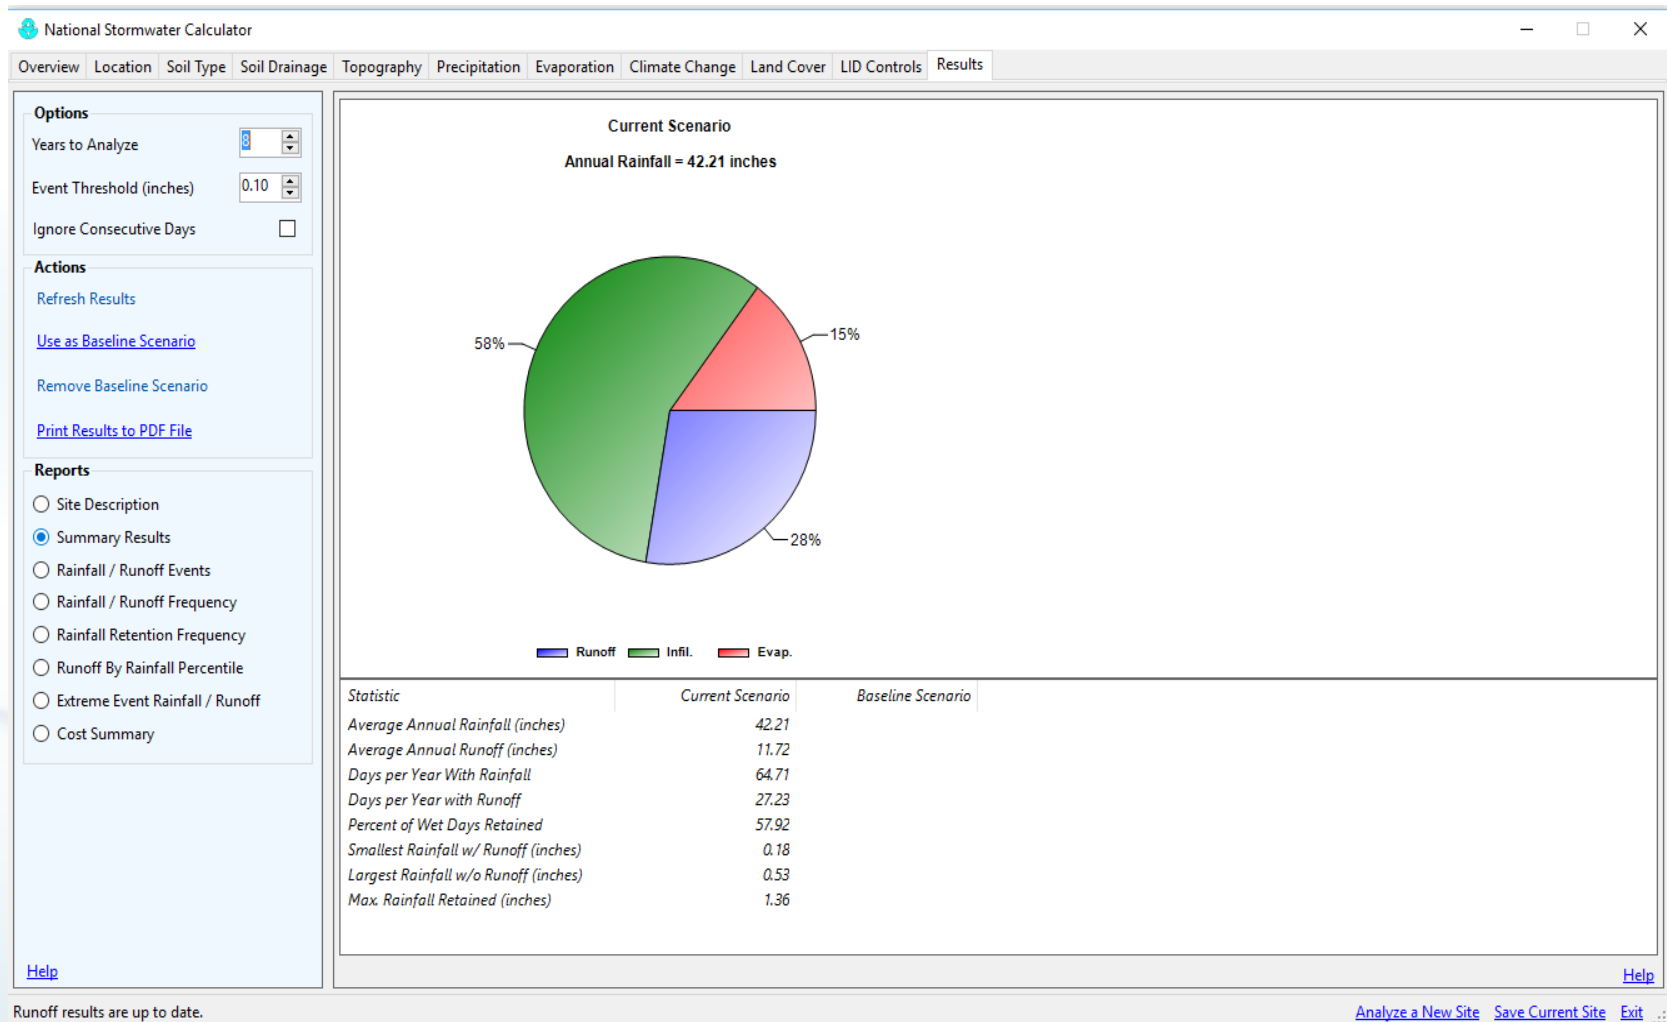 National Stormwater Calculator
Overview Location Soil Type Soil Drainage Topography Precipitation Evaporation Climate Change Land Cover LID Controls Results
Options
Years to Analyze 8
Event Threshold (inches) 0.10
Ignore Consecutive Days
Actions
Refresh Results
Use as Baseline Scenario
Remove Baseline Scenario
Print Results to PDF File
Reports
Site Description
Summary Results
Rainfall / Runoff Events
Rainfall / Runoff Frequency
Rainfall Retention Frequency
Runoff By Rainfall Percentile
Extreme Event Rainfall / Runoff
Cost Summary
Help
Current Scenario
Annual Rainfall = 42.21 inches
58%
15%
28%
Runoff Infil. Evap.
Statistic Current Scenario Baseline Scenario
Average Annual Rainfall (inches) 42.21
Average Annual Runoff (inches) 11.72
Days per Year With Rainfall 64.71
Days per Year with Runoff 27.23
Percent of Wet Days Retained 57.92
Smallest Rainfall w/ Runoff (inches) 0.18
Largest Rainfall w/o Runoff (inches) 0.53
Max. Rainfall Retained (inches) 1.36
Help
Runoff results are up to date.
Analyze a New Site Save Current Site Exit